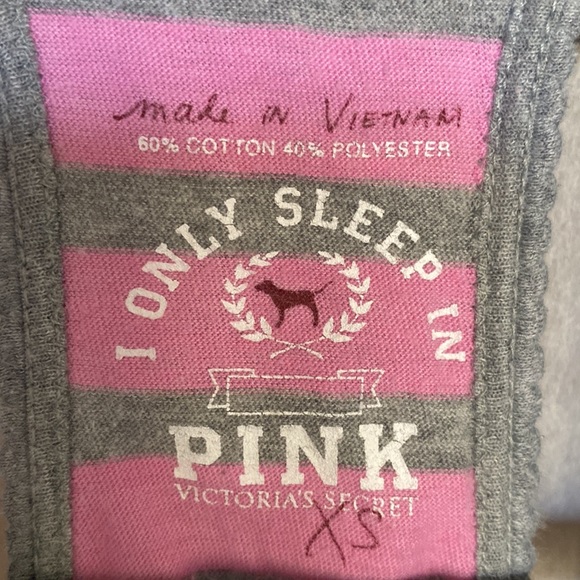 made in VIETNAM
60% COTTON 40% POLYESTER
I ONLY SLEEP IN
PINK
VICTORIA'S SECRET
XS